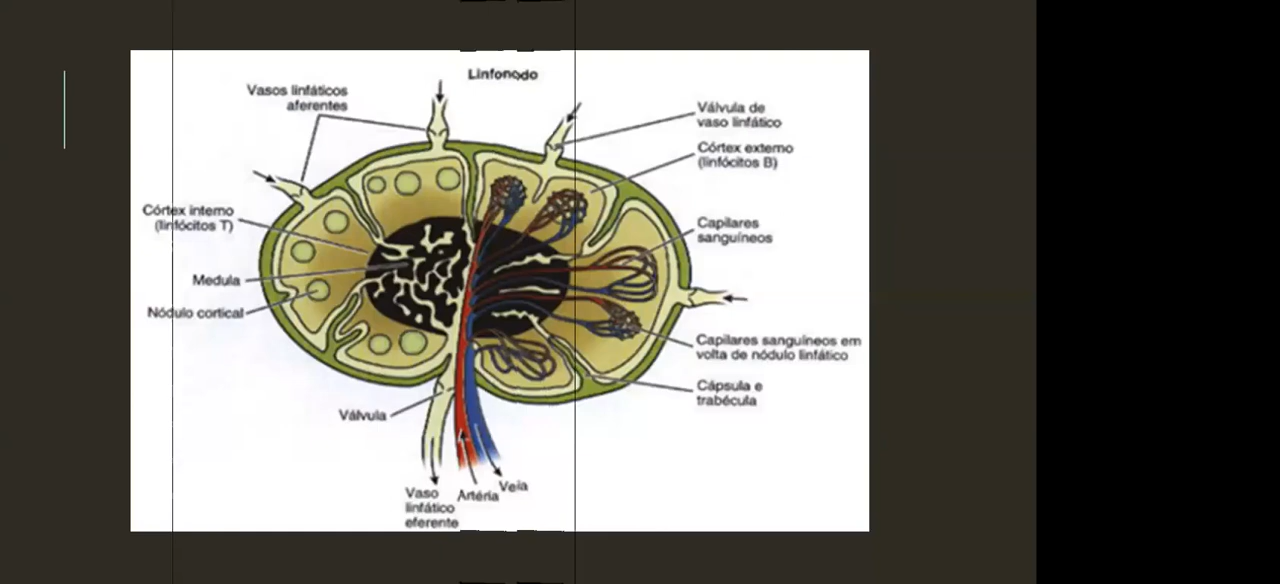 Linfonodo
Vasos linfáticos
aferentes
Válvula de
vaso linfático
Córtex externo
(linfócitos B)
Córtex interno
(linfócitos T)
Capilares
sanguíneos
Medula
Nódulo cortical
Capilares sanguíneos em
volta de nódulo linfático
Cápsula e
trabécula
Válvula
Vaso
linfático
eferente
Artéria
Veia